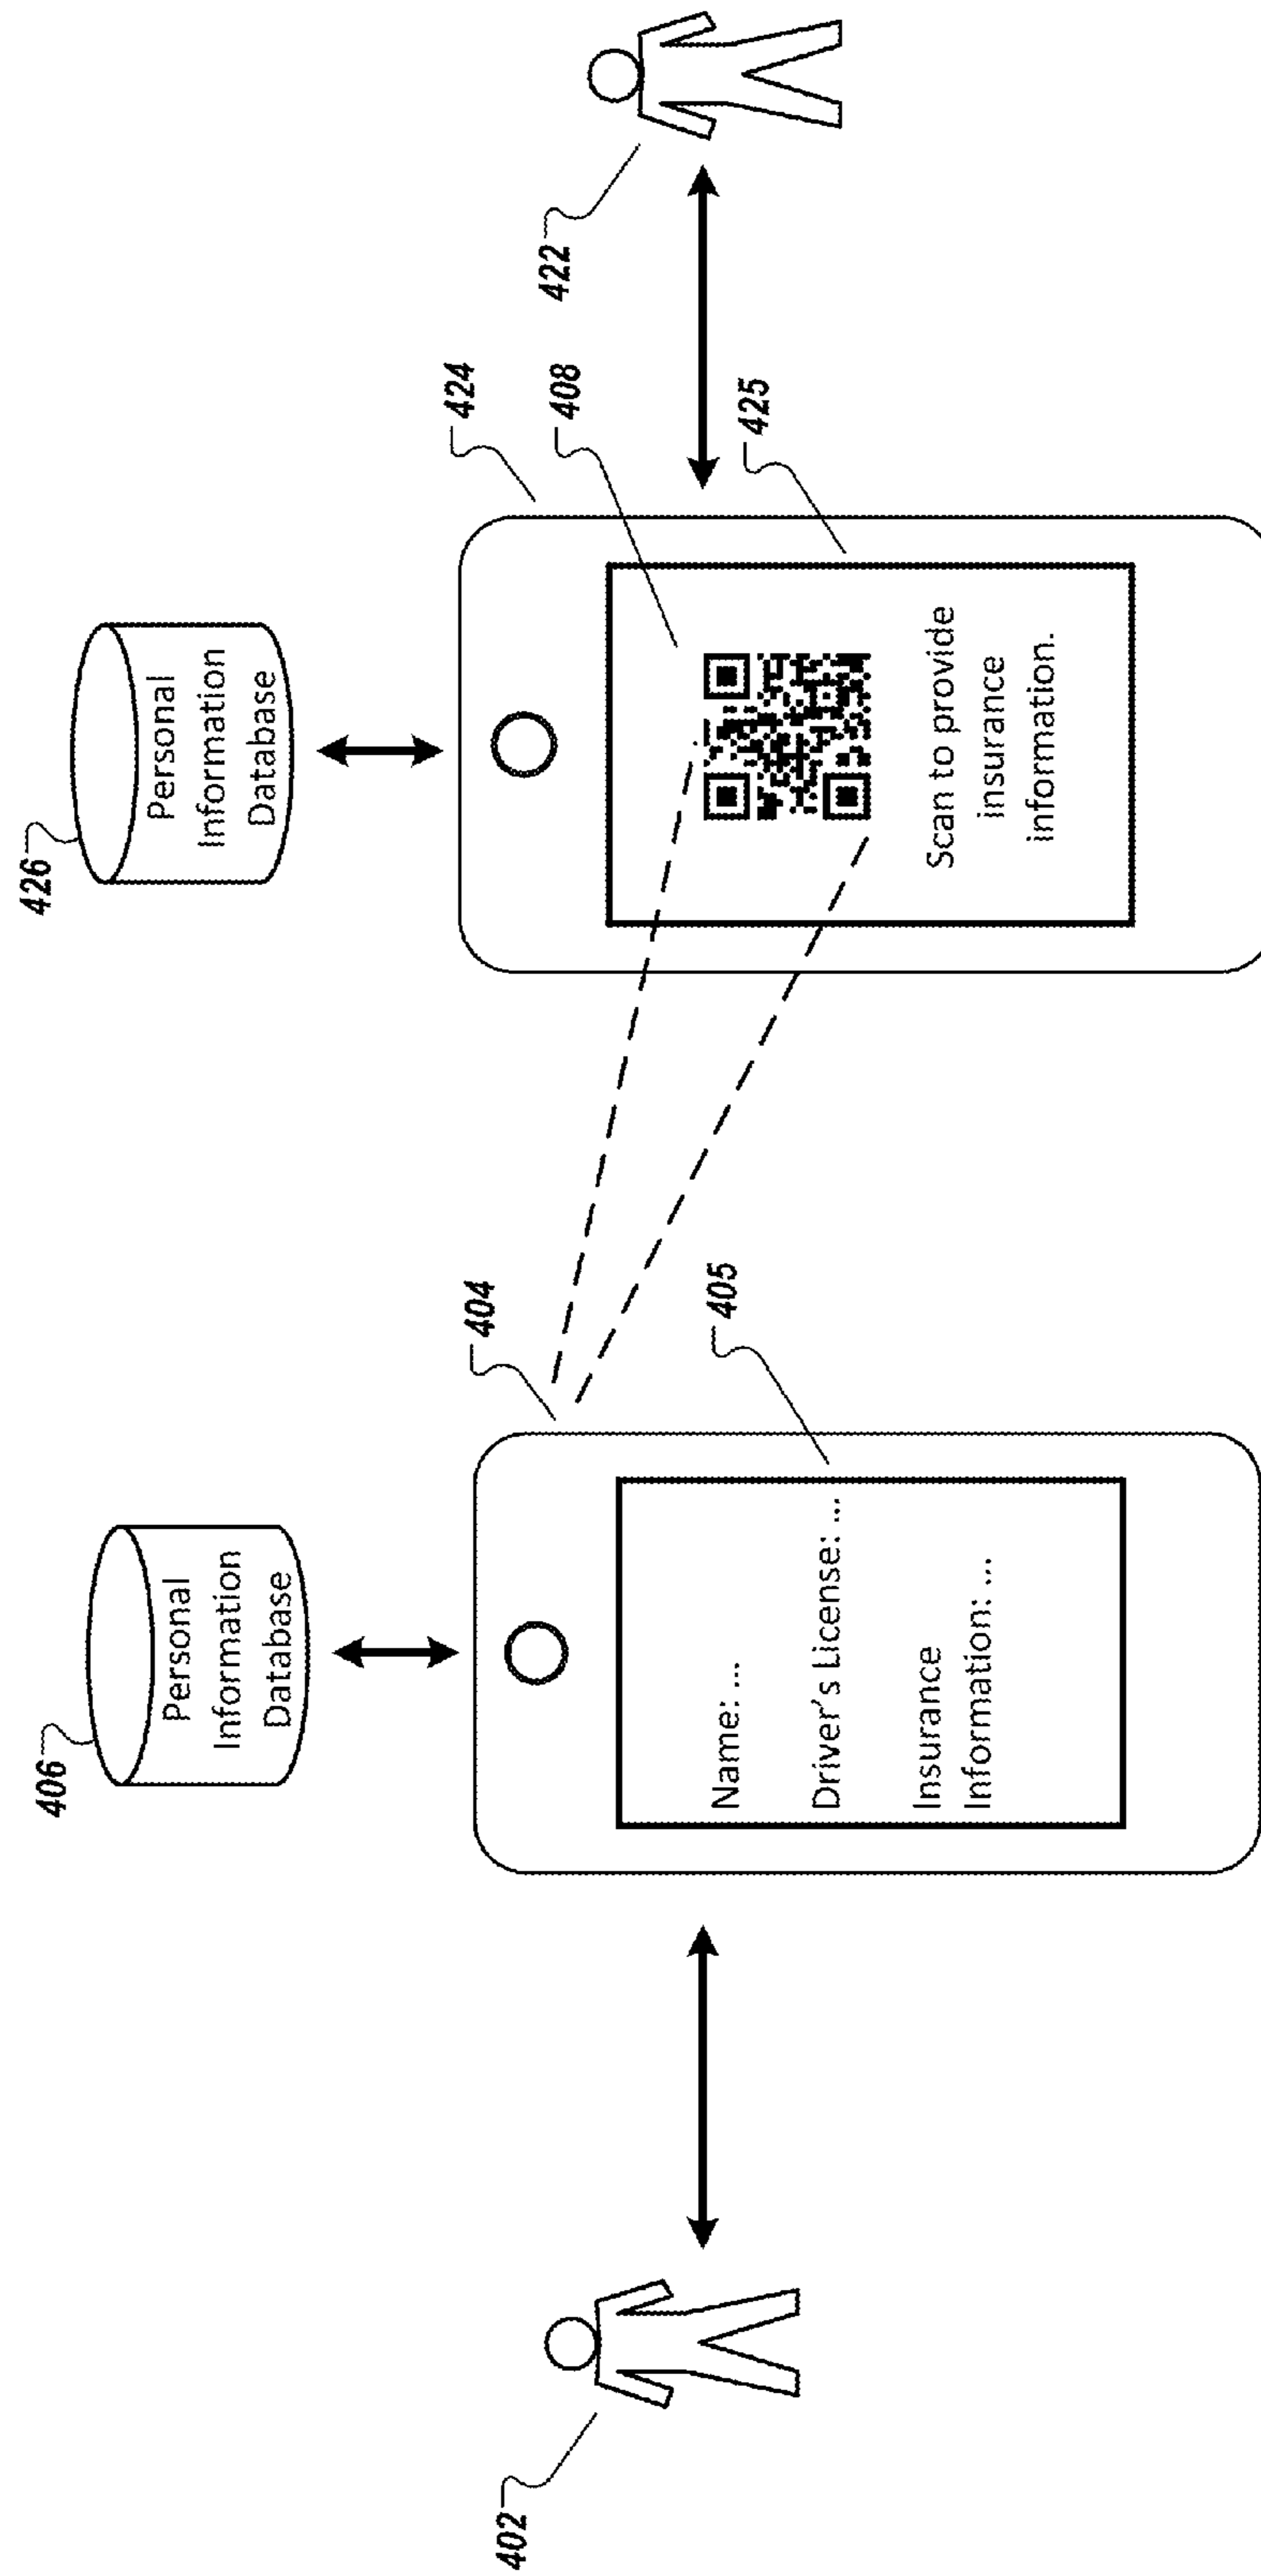 406
Personal
Information
Database
426
Personal
Information
Database
402
404
405
Name: ...
Driver's License: ...
Insurance
Information: ...
424
408
425
Scan to provide
insurance
information.
422